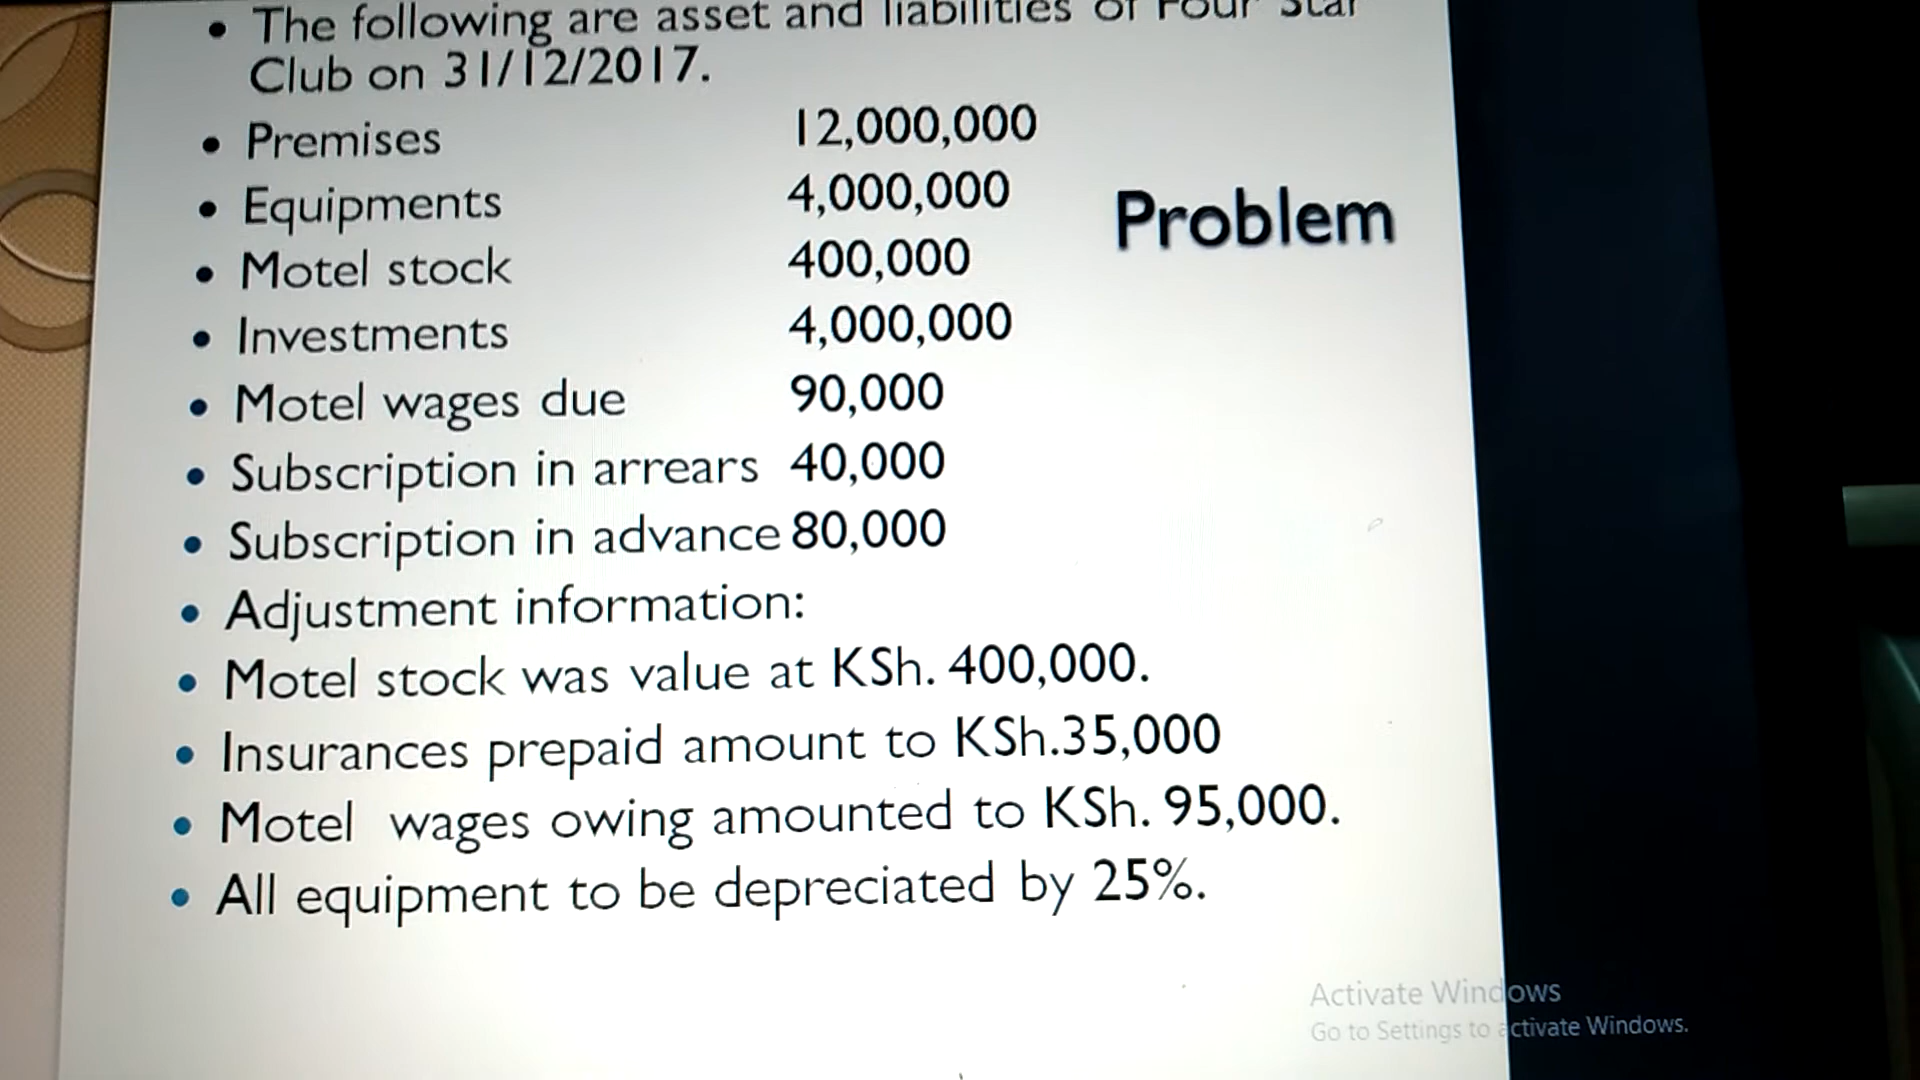 • The following are asset and liabilities of Four Star
Club on 31/12/2017.
• Premises 12,000,000
• Equipments 4,000,000
• Motel stock 400,000
• Investments 4,000,000
• Motel wages due 90,000
• Subscription in arrears 40,000
• Subscription in advance 80,000
• Adjustment information:
• Motel stock was value at KSh. 400,000.
• Insurances prepaid amount to KSh.35,000
• Motel wages owing amounted to KSh. 95,000.
• All equipment to be depreciated by 25%.
Problem
Activate Windows
Go to Settings to activate Windows.